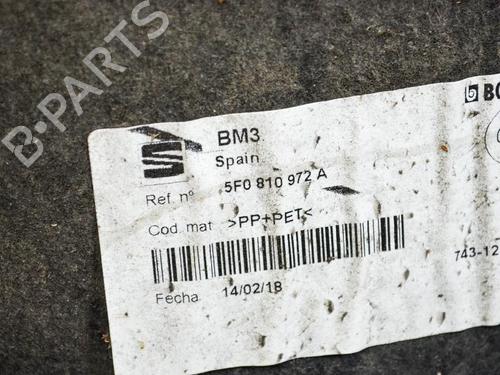 B-PARTS
BM3
Spain
Ref. nº 5F0 810 972 A
Cod. mat >PP+PET<
743-12
Fecha 14/02/18